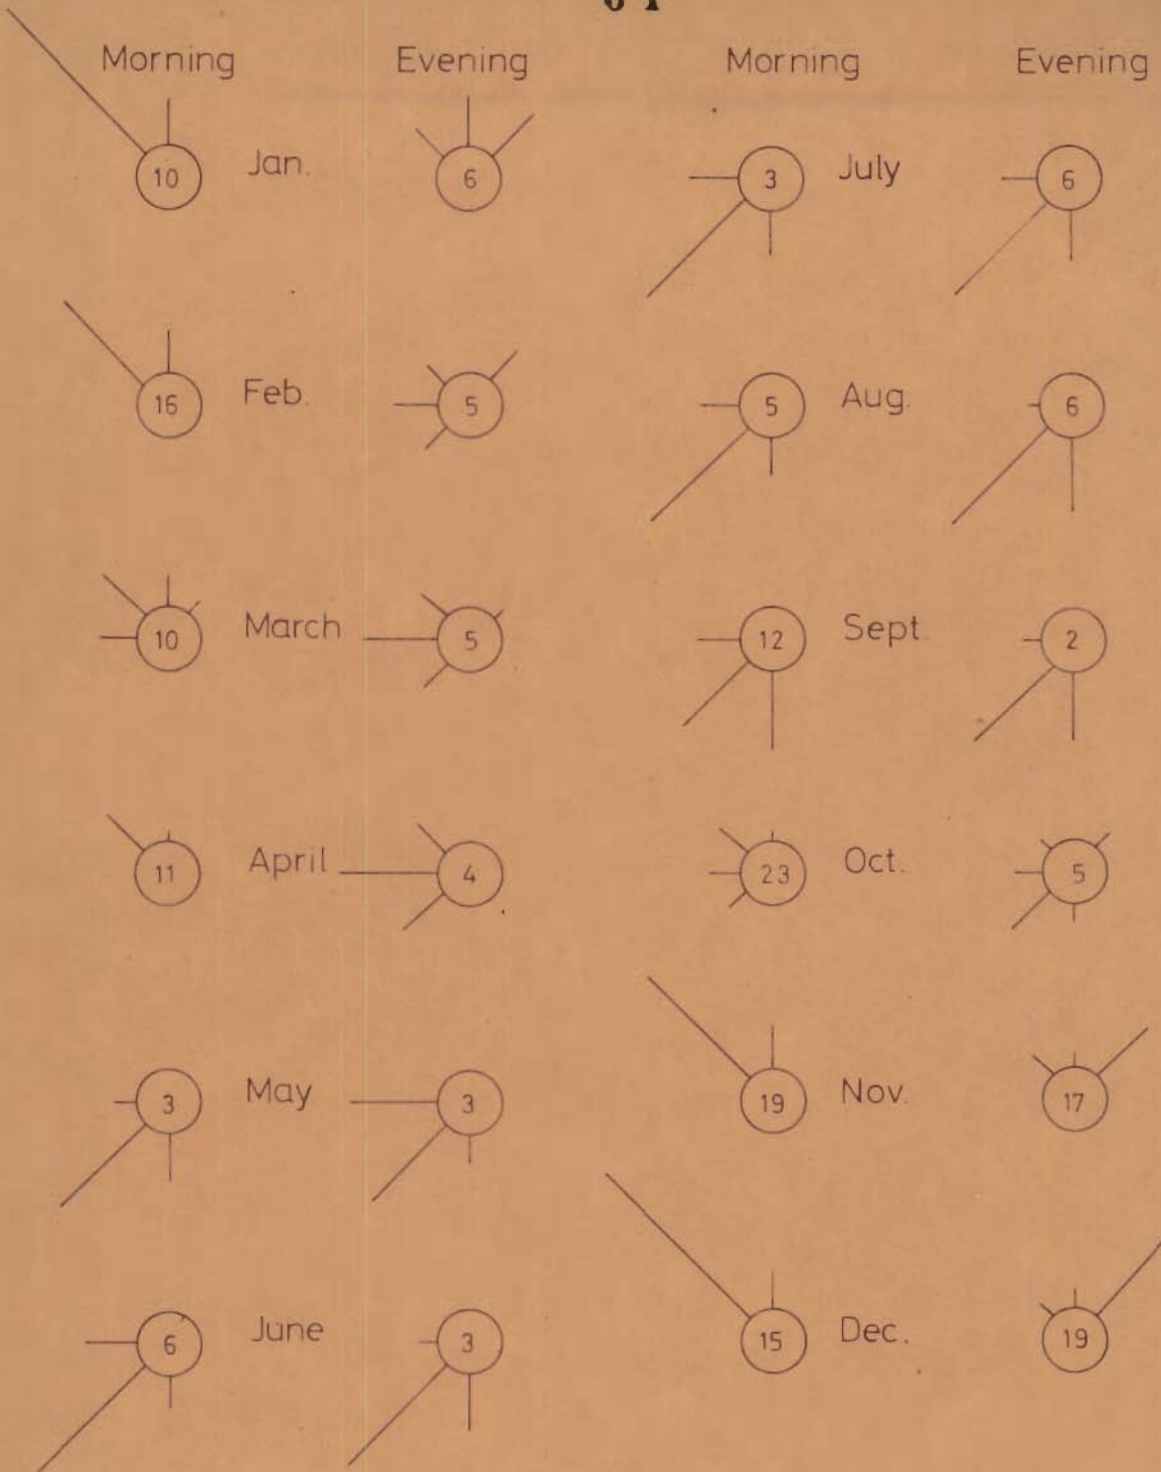 Morning Evening Morning Evening
10 Jan. 6 3 July 6
16 Feb. 5 5 Aug. 6
10 March 5 12 Sept. 2
11 April 4 23 Oct. 5
3 May 3 19 Nov. 17
6 June 3 15 Dec. 19